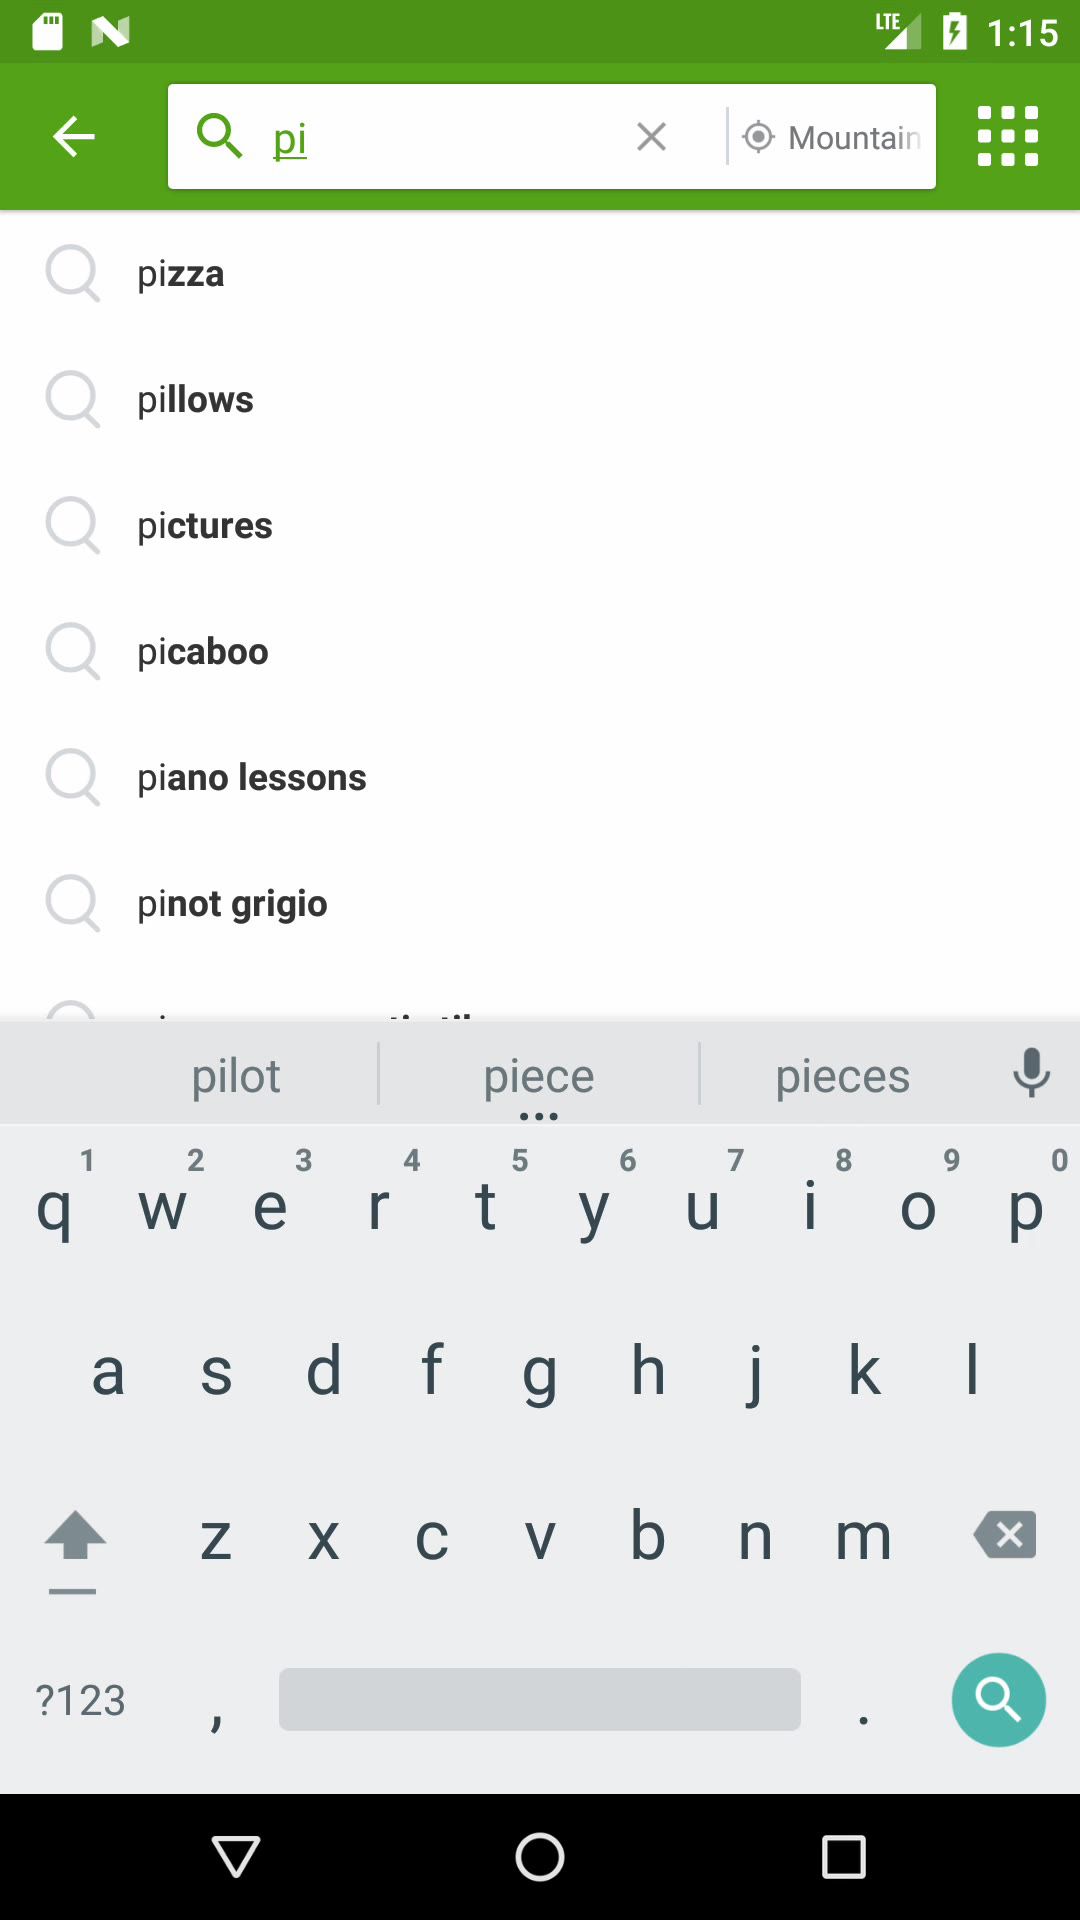 LTE 1:15
pi Mountain
pizza
pillows
pictures
picaboo
piano lessons
pinot grigio
pilot piece pieces
1 2 3 4 5 6 7 8 9 0
q w e r t y u i o p
a s d f g h j k l
z x c v b n m
?123 , .